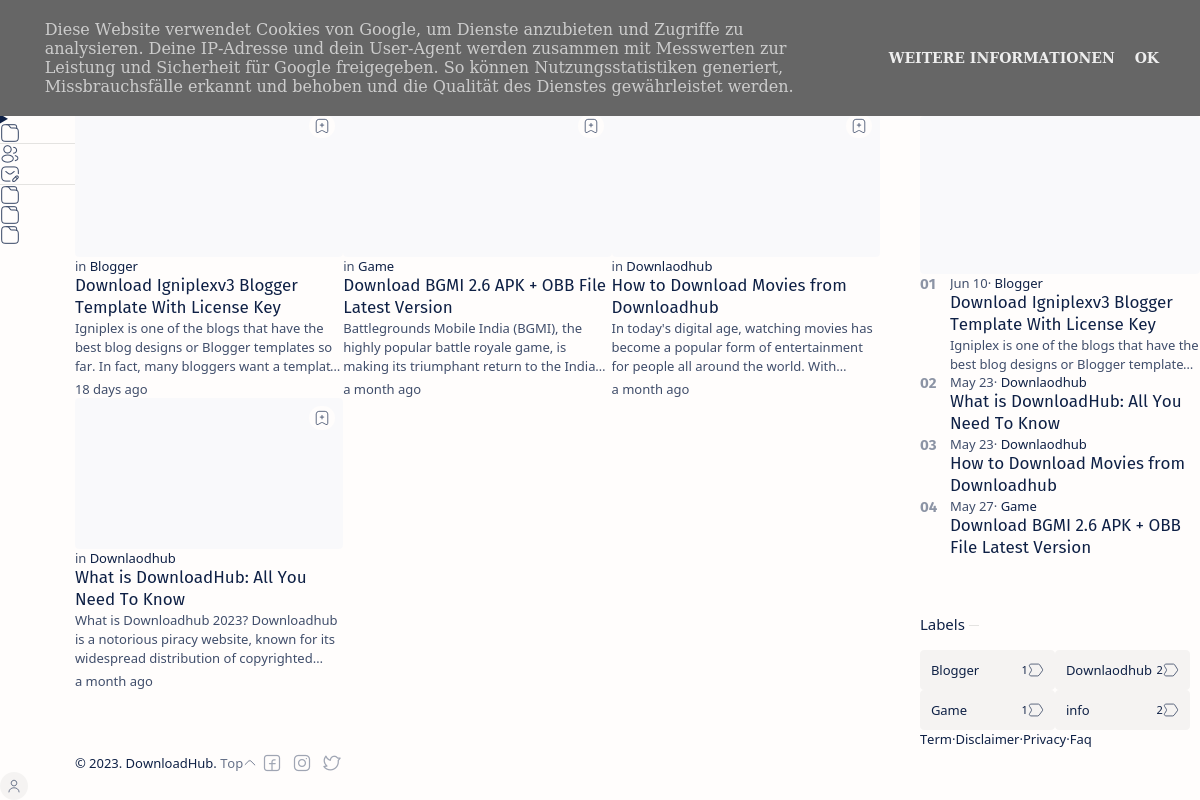 Diese Website verwendet Cookies von Google, um Dienste anzubieten und Zugriffe zu
analysieren. Deine IP-Adresse und dein User-Agent werden zusammen mit Messwerten zur
Leistung und Sicherheit für Google freigegeben. So können Nutzungsstatistiken generiert,
Missbrauchsfälle erkannt und behoben und die Qualität des Dienstes gewährleistet werden.
WEITERE INFORMATIONEN OK
in Blogger
Download Igniplexv3 Blogger
Template With License Key
Igniplex is one of the blogs that have the
best blog designs or Blogger templates so
far. In fact, many bloggers want a templat...
18 days ago
in Game
Download BGMI 2.6 APK + OBB File
Latest Version
Battlegrounds Mobile India (BGMI), the
highly popular battle royale game, is
making its triumphant return to the India...
a month ago
in Downlaodhub
How to Download Movies from
Downloadhub
In today's digital age, watching movies has
become a popular form of entertainment
for people all around the world. With...
a month ago
in Downlaodhub
What is DownloadHub: All You
Need To Know
What is Downloadhub 2023? Downloadhub
is a notorious piracy website, known for its
widespread distribution of copyrighted...
a month ago
01 Jun 10· Blogger
Download Igniplexv3 Blogger
Template With License Key
Igniplex is one of the blogs that have the
best blog designs or Blogger template...
02 May 23· Downlaodhub
What is DownloadHub: All You
Need To Know
03 May 23· Downlaodhub
How to Download Movies from
Downloadhub
04 May 27· Game
Download BGMI 2.6 APK + OBB
File Latest Version
Labels
Blogger 1
Downlaodhub 2
Game 1
info 2
Term·Disclaimer·Privacy·Faq
© 2023. DownloadHub. Top